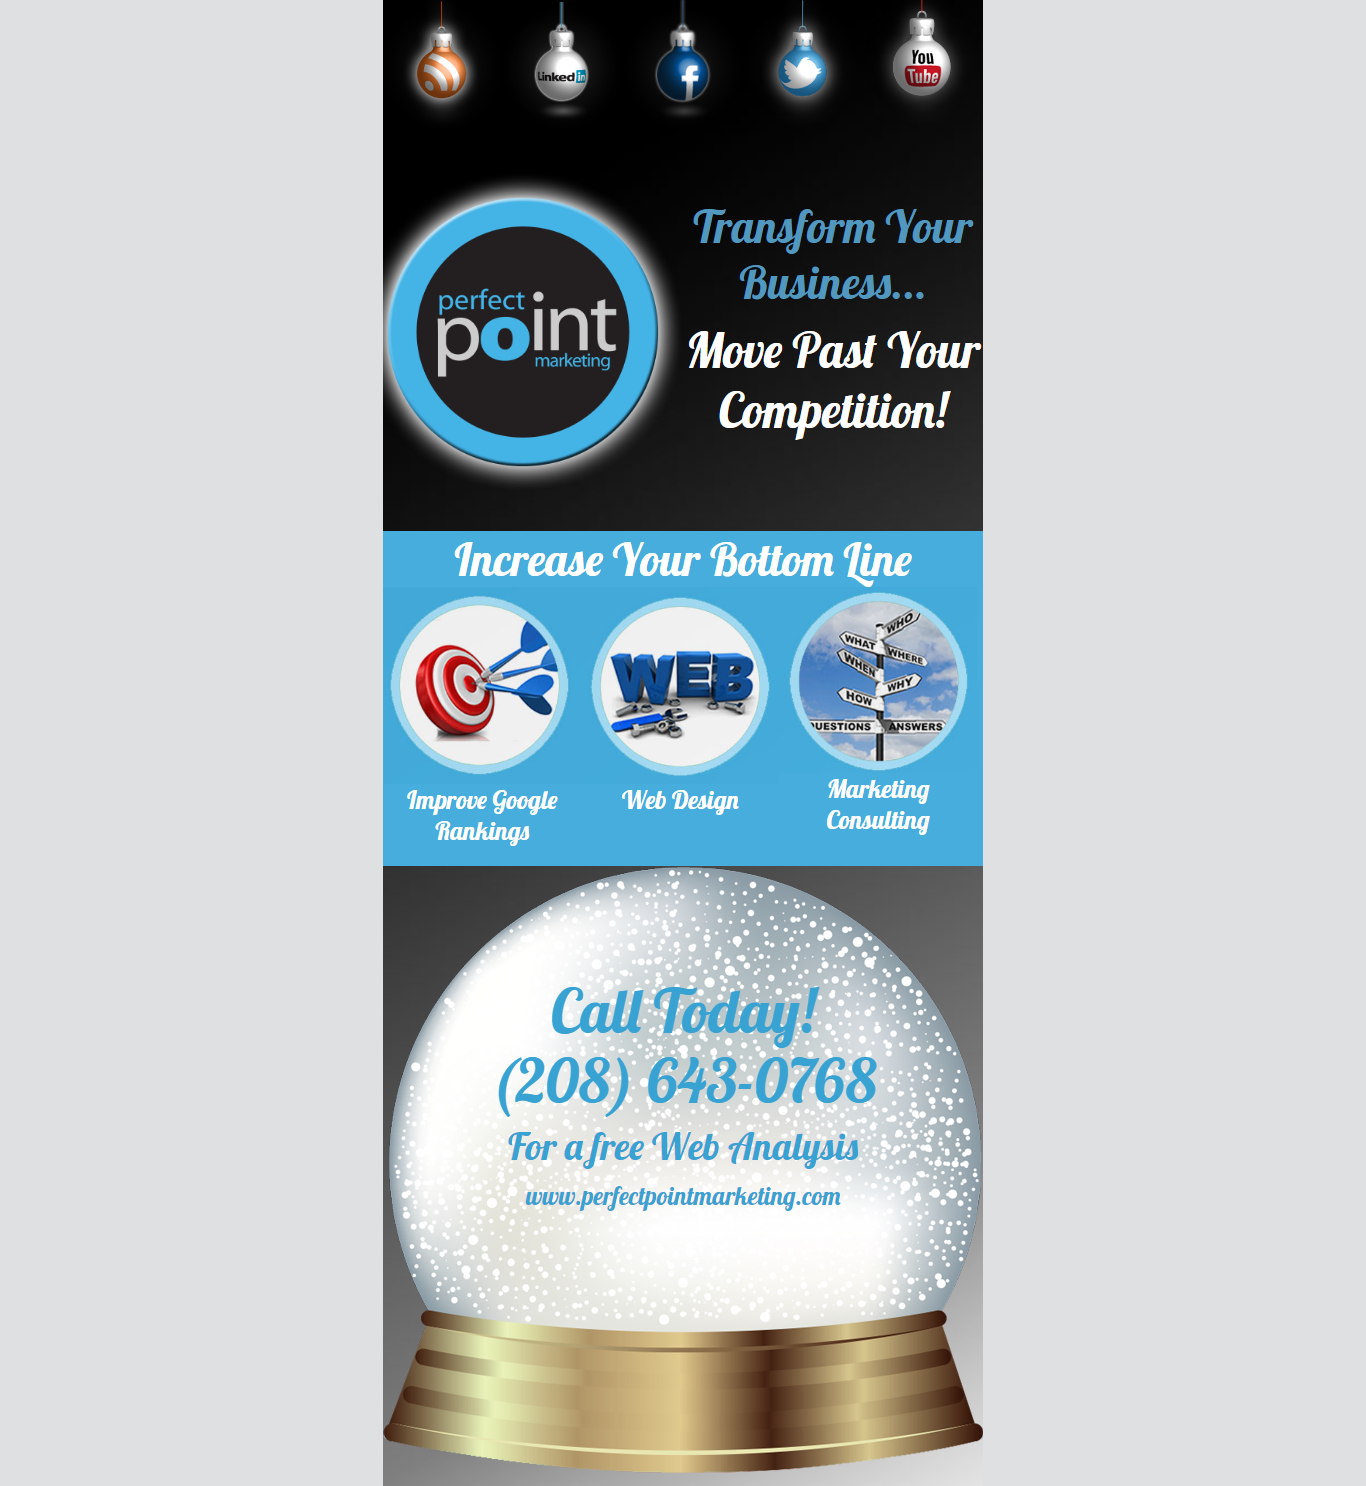 Linked in
f
You
Tube
Transform Your
Business...
perfect
point
marketing
Move Past Your
Competition!
Increase Your Bottom Line
WHO
WHAT
WHERE
WHEN
WHY
HOW
UESTIONS
ANSWERS
WEB
Improve Google
Rankings
Web Design
Marketing
Consulting
Call Today!
(208) 643-0768
For a free Web Analysis
www.perfectpointmarketing.com